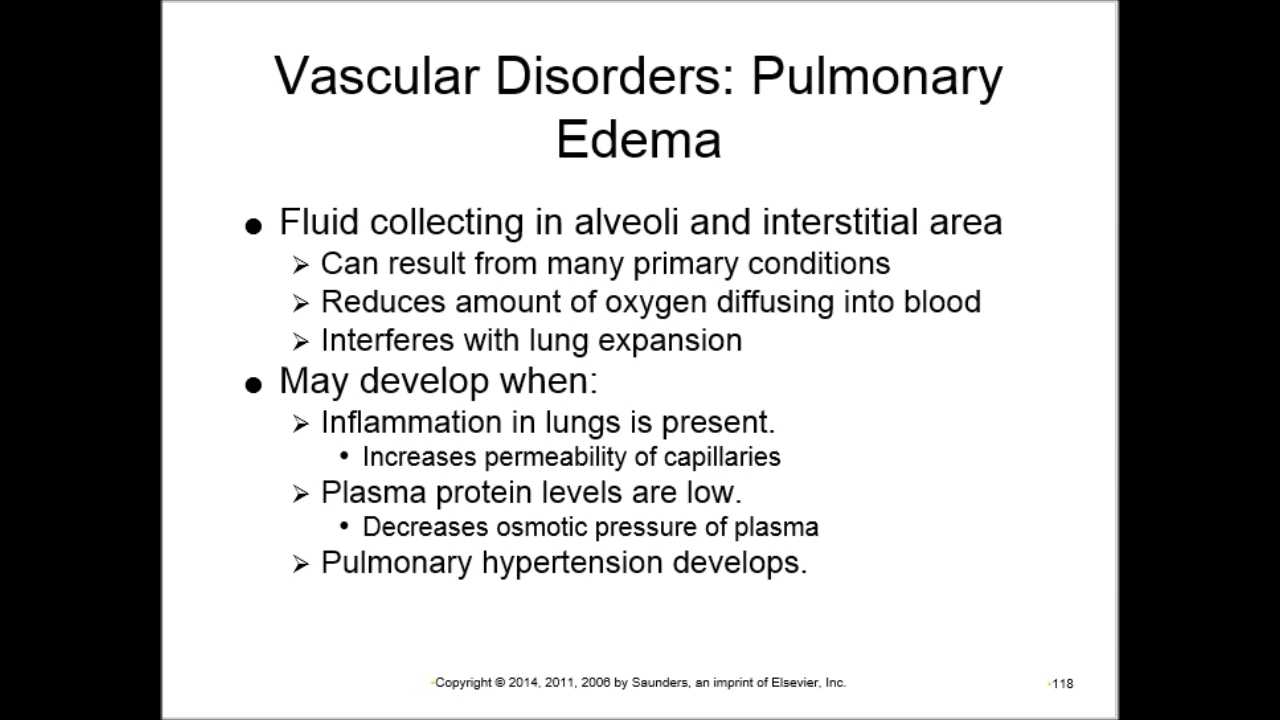 Vascular Disorders: Pulmonary
Edema
● Fluid collecting in alveoli and interstitial area
➢ Can result from many primary conditions
➢ Reduces amount of oxygen diffusing into blood
➢ Interferes with lung expansion
● May develop when:
➢ Inflammation in lungs is present.
• Increases permeability of capillaries
➢ Plasma protein levels are low.
• Decreases osmotic pressure of plasma
➢ Pulmonary hypertension develops.
•Copyright © 2014, 2011, 2006 by Saunders, an imprint of Elsevier, Inc.
•118